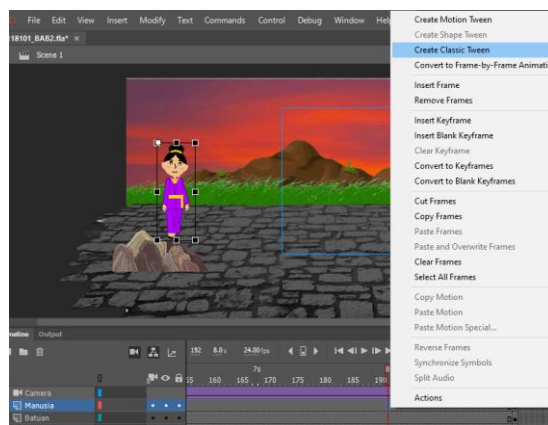 File Edit View Insert Modify Text Commands Control Debug Window Help
18101_BAB2.fla* ×
Scene 1
Create Motion Tween
Create Shape Tween
Create Classic Tween
Convert to Frame-by-Frame Animati
Insert Frame
Remove Frames
Insert Keyframe
Insert Blank Keyframe
Clear Keyframe
Convert to Keyframes
Convert to Blank Keyframes
Cut Frames
Copy Frames
Paste Frames
Paste and Overwrite Frames
Clear Frames
Select All Frames
Copy Motion
Paste Motion
Paste Motion Special...
Reverse Frames
Synchronize Symbols
Split Audio
Actions
meline Output
192 8.0 s 24.00 fps
7s
55 160 165 170 175 180 185 190
Camera
Manusia
Batuan